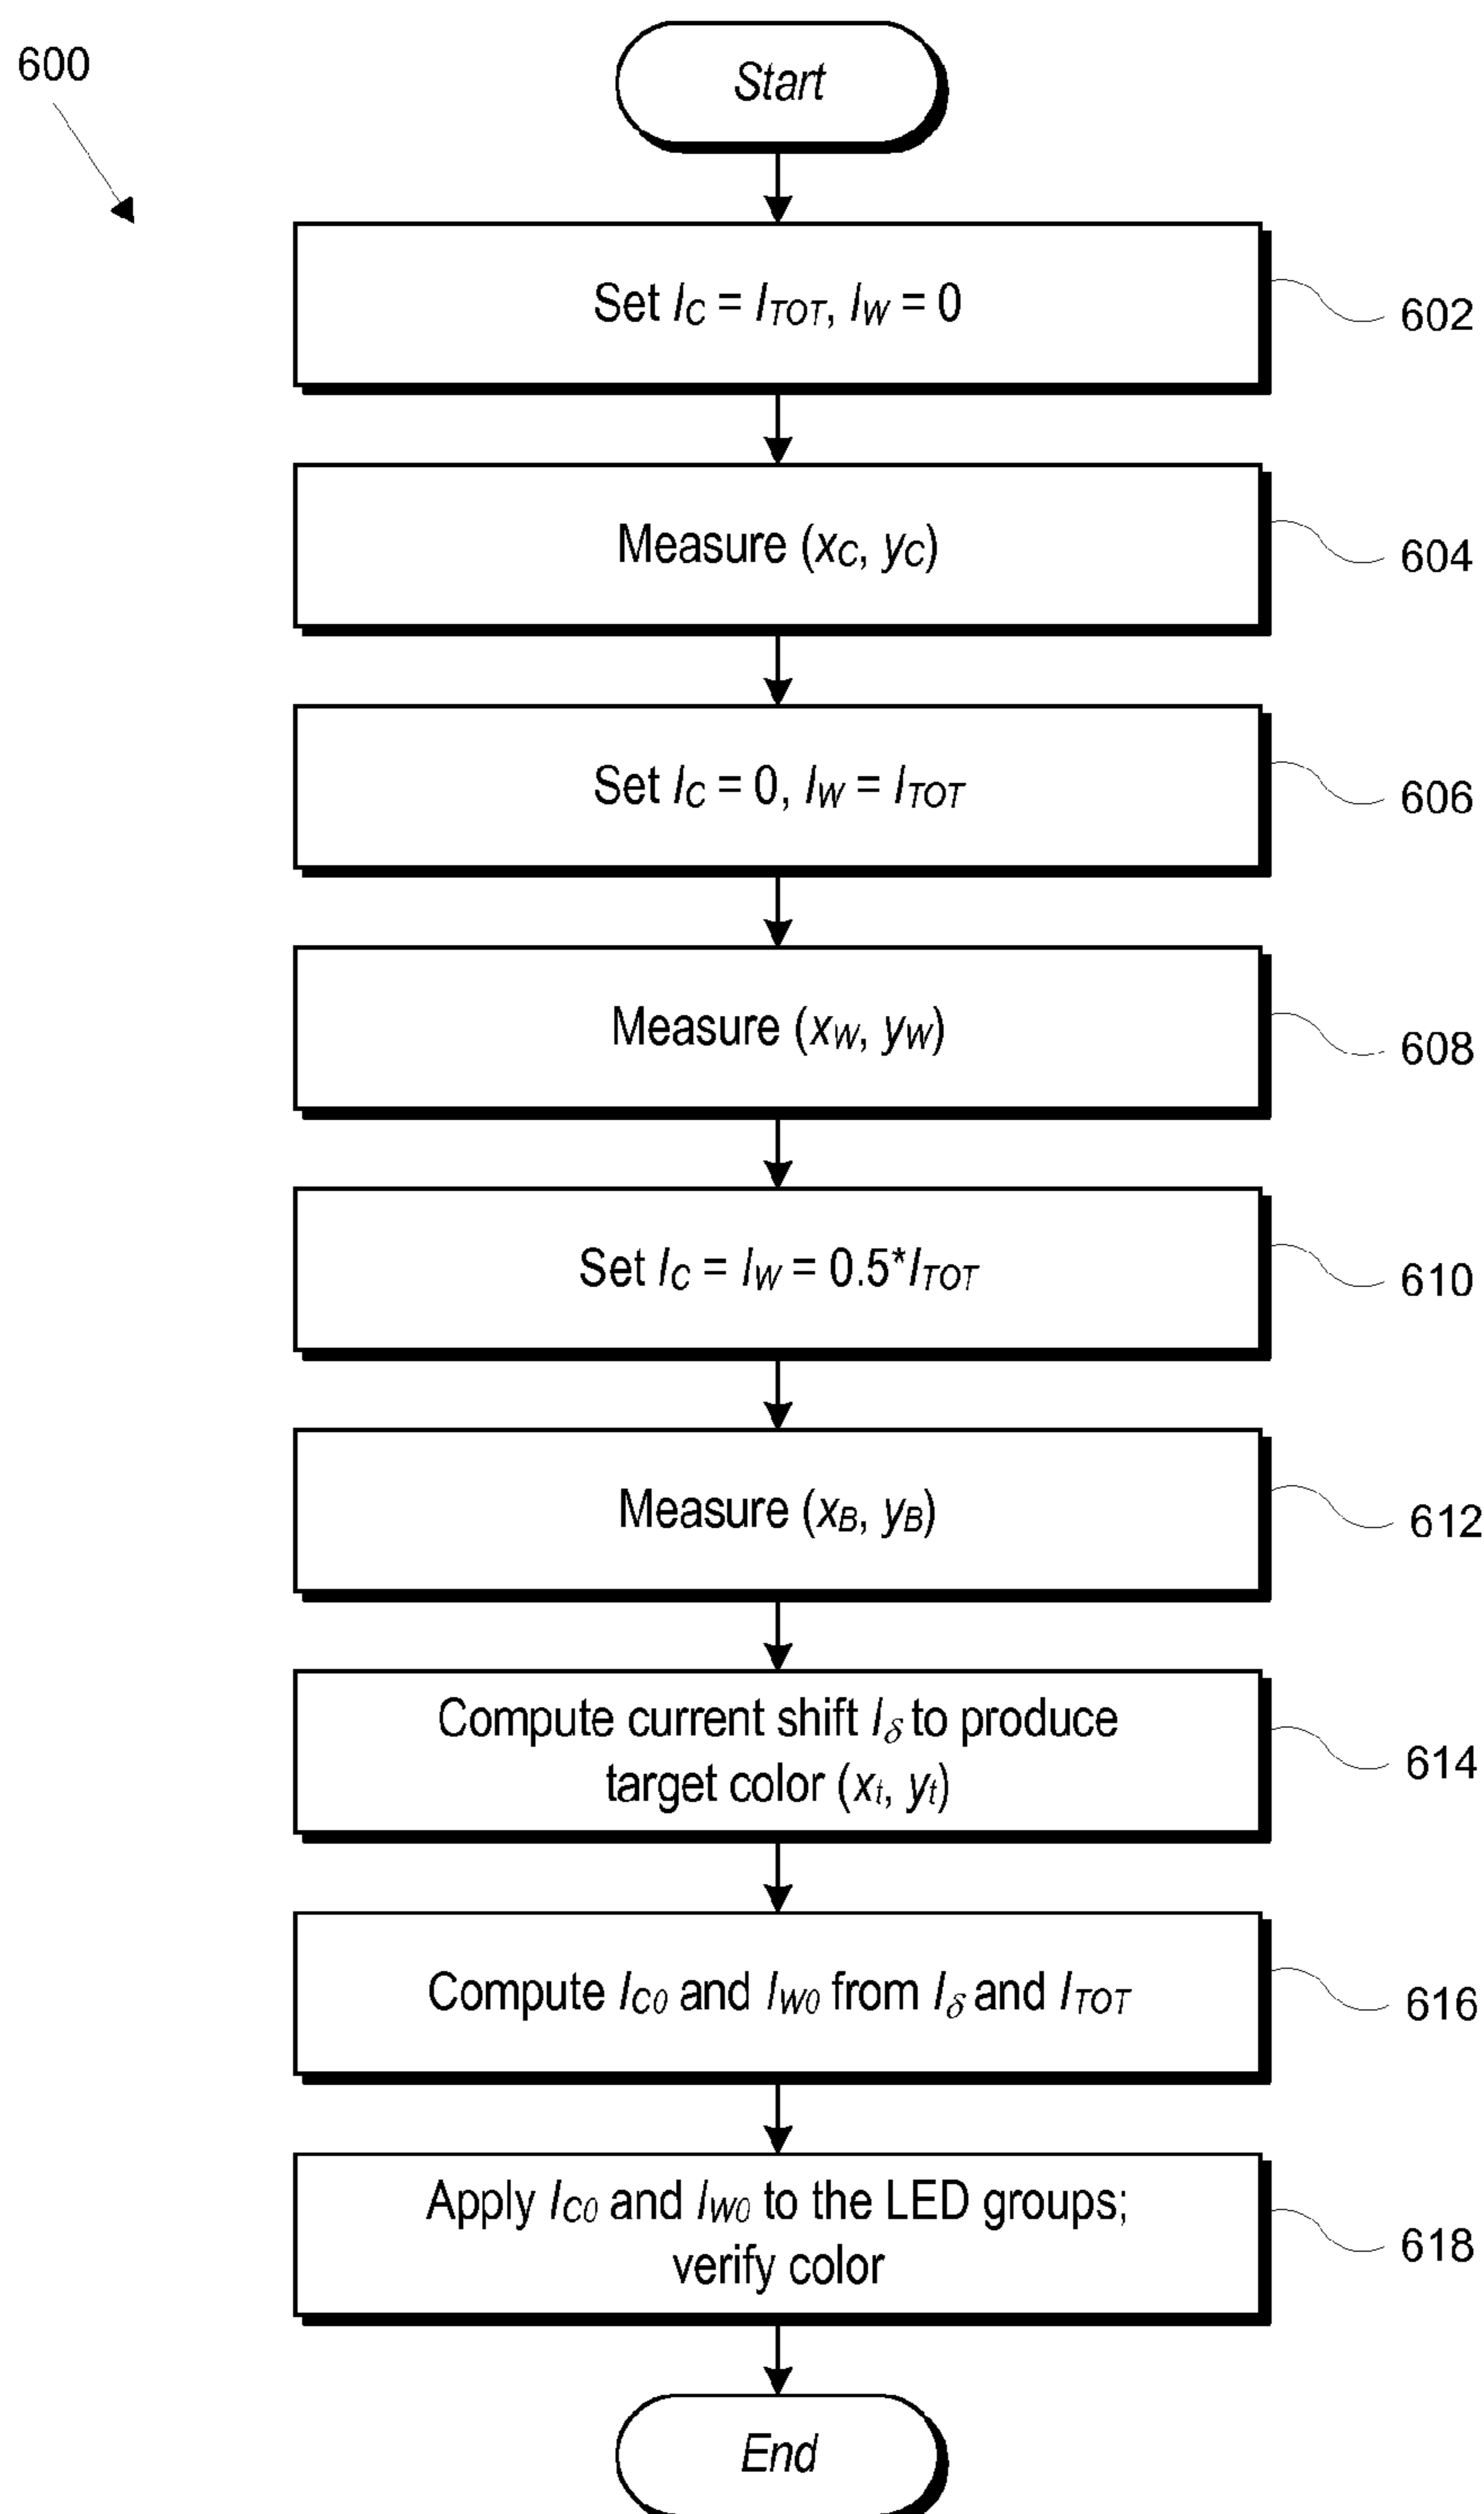 600
Start
Set IC = ITOT, IW = 0
602
Measure (xC, yC)
604
Set IC = 0, IW = ITOT
606
Measure (xW, yW)
608
Set IC = IW = 0.5*ITOT
610
Measure (xB, yB)
612
Compute current shift Iδ to produce
target color (xt, yt)
614
Compute IC0 and IW0 from Iδ and ITOT
616
Apply IC0 and IW0 to the LED groups;
verify color
618
End